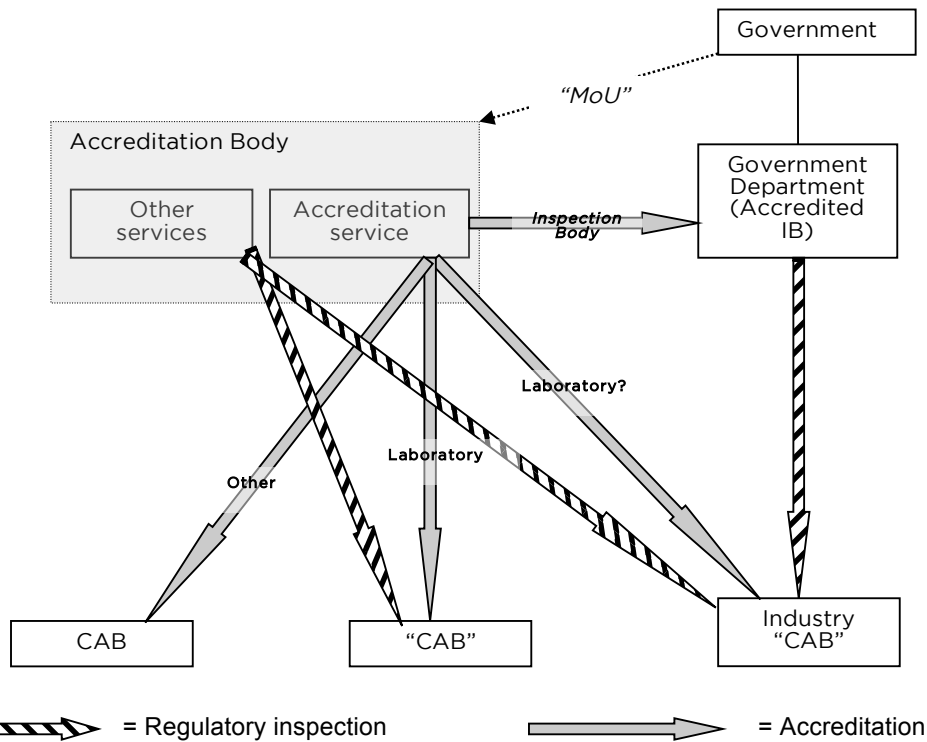 Government
“MoU”
Accreditation Body
Government
Department
(Accredited
IB)
Other
services
Accreditation
service
Inspection
Body
Laboratory?
Laboratory
Other
CAB
“CAB”
Industry
“CAB”
= Regulatory inspection
= Accreditation